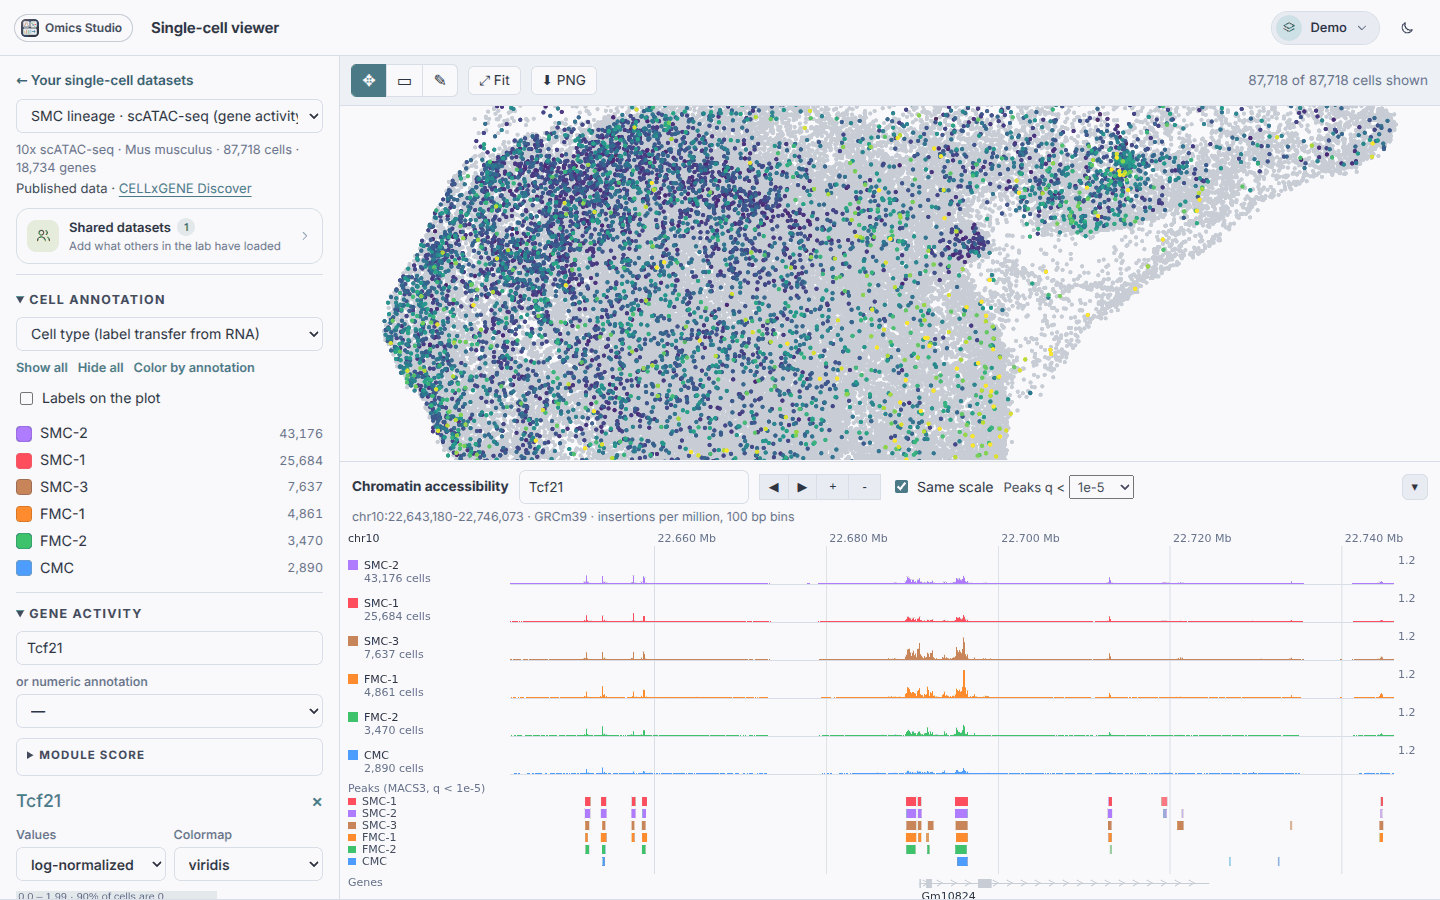 Omics Studio
Single-cell viewer
Demo
← Your single-cell datasets
SMC lineage · scATAC-seq (gene activity
10x scATAC-seq · Mus musculus · 87,718 cells ·
18,734 genes
Published data · CELLxGENE Discover
Shared datasets 1
Add what others in the lab have loaded
▼ CELL ANNOTATION
Cell type (label transfer from RNA)
Show all Hide all Color by annotation
Labels on the plot
SMC-2 43,176
SMC-1 25,684
SMC-3 7,637
FMC-1 4,861
FMC-2 3,470
CMC 2,890
▼ GENE ACTIVITY
Tcf21
or numeric annotation
—
▶ MODULE SCORE
Tcf21 ×
Values Colormap
log-normalized viridis
0.0 – 1.99 · 90% of cells are 0
Fit
PNG
87,718 of 87,718 cells shown
Chromatin accessibility
Tcf21
◀ ▶ + -
Same scale
Peaks q < 1e-5
▼
chr10:22,643,180-22,746,073 · GRCm39 · insertions per million, 100 bp bins
chr10 22.660 Mb 22.680 Mb 22.700 Mb 22.720 Mb 22.740 Mb
SMC-2 1.2
43,176 cells
SMC-1 1.2
25,684 cells
SMC-3 1.2
7,637 cells
FMC-1 1.2
4,861 cells
FMC-2 1.2
3,470 cells
CMC 1.2
2,890 cells
Peaks (MACS3, q < 1e-5)
SMC-1
SMC-2
SMC-3
FMC-1
FMC-2
CMC
Genes
Gm10824